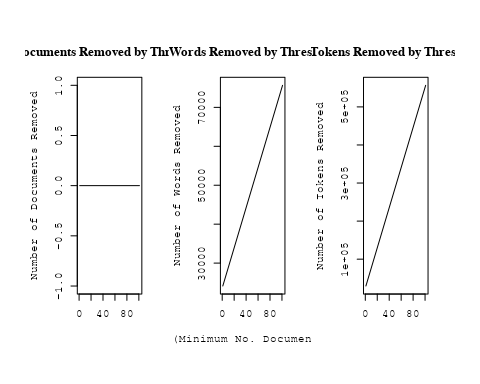 ocuments Removed by Thr
Words Removed by Thres
Tokens Removed by Thres
Number of Documents Removed
1.0
0.5
0.0
−0.5
−1.0
0 40 80
Number of Words Removed
70000
50000
30000
0 40 80
Number of Tokens Removed
5e+05
3e+05
1e+05
0 40 80
(Minimum No. Documen